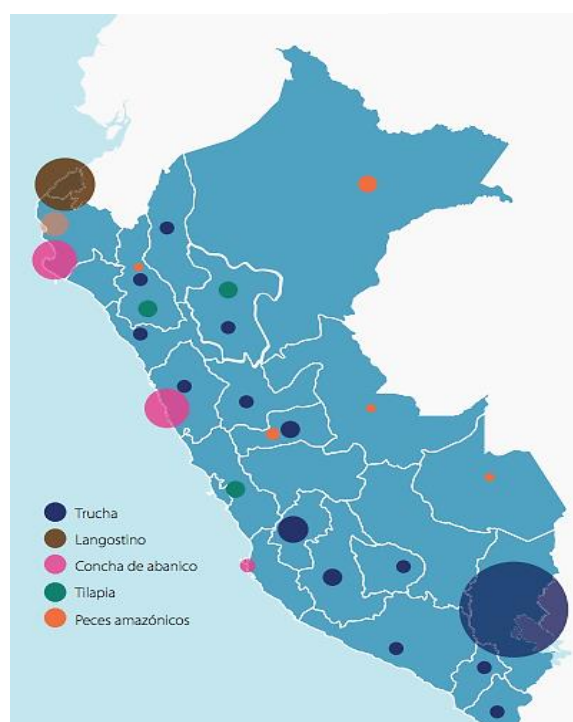 Trucha
Langostino
Concha de abanico
Tilapia
Peces amazónicos